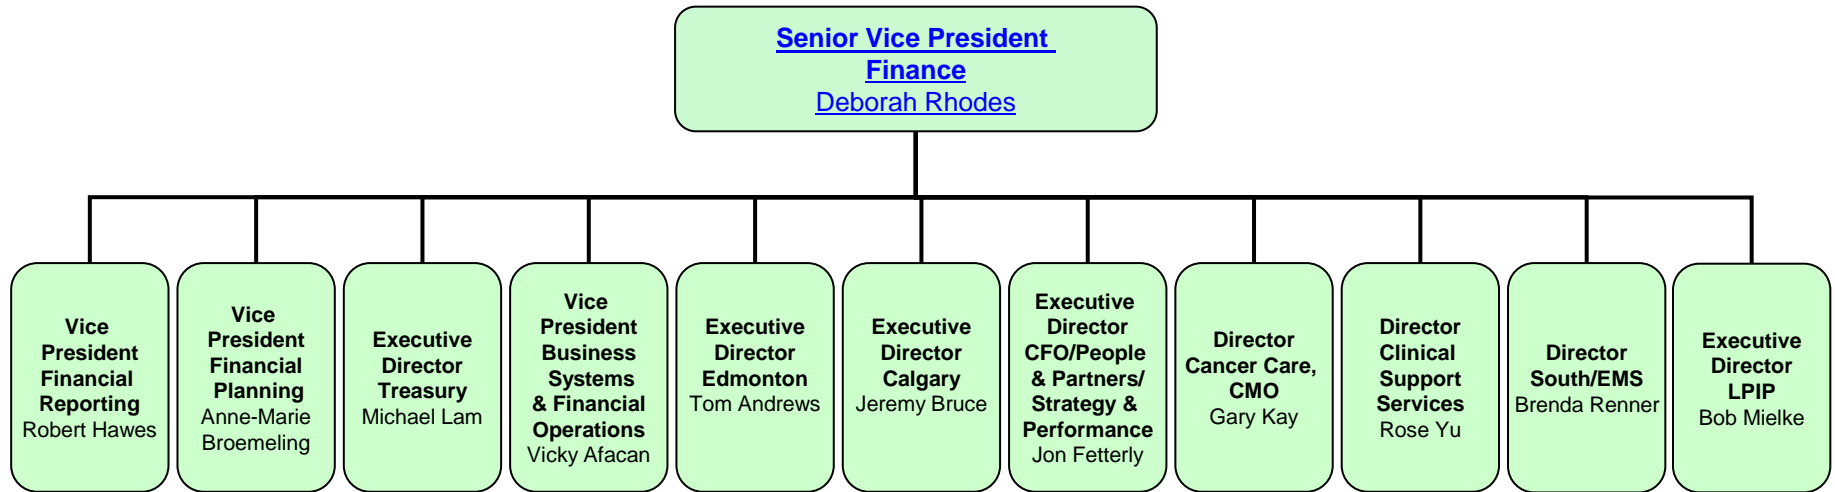 Senior Vice President
Finance
Deborah Rhodes
Vice
President
Financial
Reporting
Robert Hawes
Vice
President
Financial
Planning
Anne-Marie
Broemeling
Executive
Director
Treasury
Michael Lam
Vice
President
Business
Systems
& Financial
Operations
Vicky Afacan
Executive
Director
Edmonton
Tom Andrews
Executive
Director
Calgary
Jeremy Bruce
Executive
Director
CFO/People
& Partners/
Strategy &
Performance
Jon Fetterly
Director
Cancer Care,
CMO
Gary Kay
Director
Clinical
Support
Services
Rose Yu
Director
South/EMS
Brenda Renner
Executive
Director
LPIP
Bob Mielke